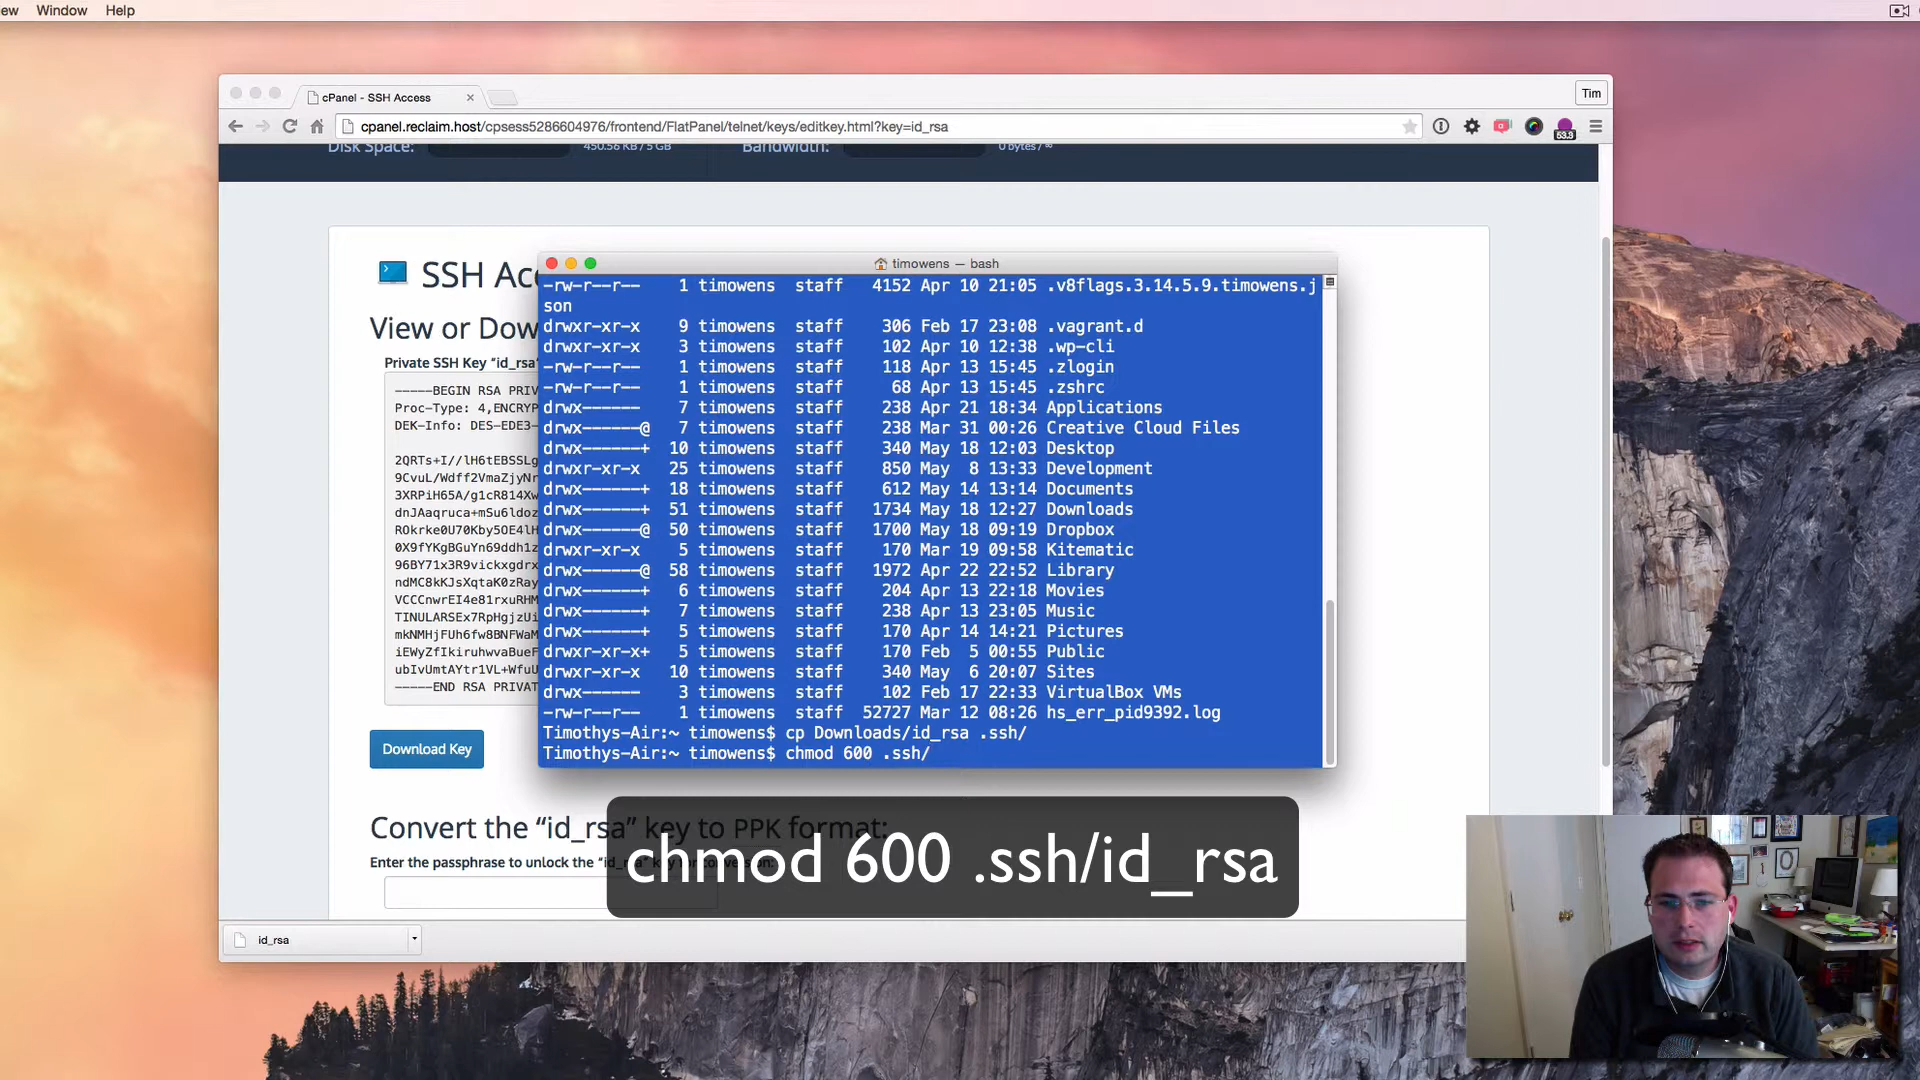 ew Window Help
cPanel - SSH Access
Tim
cpanel.reclaim.host/cpsess5286604976/frontend/FlatPanel/telnet/keys/editkey.html?key=id_rsa
53.3
Disk Space: 450.56 KB / 5 GB Bandwidth: 0 bytes / ∞
SSH Acc
View or Dow
Private SSH Key “id_rsa”
-----BEGIN RSA PRIV
Proc-Type: 4,ENCRYP
DEK-Info: DES-EDE3-
2QRTs+I//lH6tEBSSLg
9CvuL/Wdff2VmaZjyNr
3XRPiH65A/g1cR814Xw
dnJAaqruca+mSu6ldoz
ROkrke0U70Kby5OE4lH
0X9fYKgBGuYn69ddh1z
96BY71x3R9vickxgdrx
ndMC8kKJsXqtaK0zRay
VCCCnwrEI4e81rxuRHM
TINULARSEx7RpHgjzUi
mkNMHjFUh6fw8BNFWaM
iEWyZfIkiruhwvaBueF
ubIvUmtAYtr1VL+WfuU
-----END RSA PRIVAT
Download Key
Convert the “id_rsa” key to PPK format:
Enter the passphrase to unlock the “id_rsa” key for conversion:
timowens — bash
-rw-r--r-- 1 timowens staff 4152 Apr 10 21:05 .v8flags.3.14.5.9.timowens.j
son
drwxr-xr-x 9 timowens staff 306 Feb 17 23:08 .vagrant.d
drwxr-xr-x 3 timowens staff 102 Apr 10 12:38 .wp-cli
-rw-r--r-- 1 timowens staff 118 Apr 13 15:45 .zlogin
-rw-r--r-- 1 timowens staff 68 Apr 13 15:45 .zshrc
drwx------ 7 timowens staff 238 Apr 21 18:34 Applications
drwx------@ 7 timowens staff 238 Mar 31 00:26 Creative Cloud Files
drwx------+ 10 timowens staff 340 May 18 12:03 Desktop
drwxr-xr-x 25 timowens staff 850 May 8 13:33 Development
drwx------+ 18 timowens staff 612 May 14 13:14 Documents
drwx------+ 51 timowens staff 1734 May 18 12:27 Downloads
drwx------@ 50 timowens staff 1700 May 18 09:19 Dropbox
drwxr-xr-x 5 timowens staff 170 Mar 19 09:58 Kitematic
drwx------@ 58 timowens staff 1972 Apr 22 22:52 Library
drwx------+ 6 timowens staff 204 Apr 13 22:18 Movies
drwx------+ 7 timowens staff 238 Apr 13 23:05 Music
drwx------+ 5 timowens staff 170 Apr 14 14:21 Pictures
drwxr-xr-x+ 5 timowens staff 170 Feb 5 00:55 Public
drwxr-xr-x 10 timowens staff 340 May 6 20:07 Sites
drwx------ 3 timowens staff 102 Feb 17 22:33 VirtualBox VMs
-rw-r--r-- 1 timowens staff 52727 Mar 12 08:26 hs_err_pid9392.log
Timothys-Air:~ timowens$ cp Downloads/id_rsa .ssh/
Timothys-Air:~ timowens$ chmod 600 .ssh/
chmod 600 .ssh/id_rsa
id_rsa